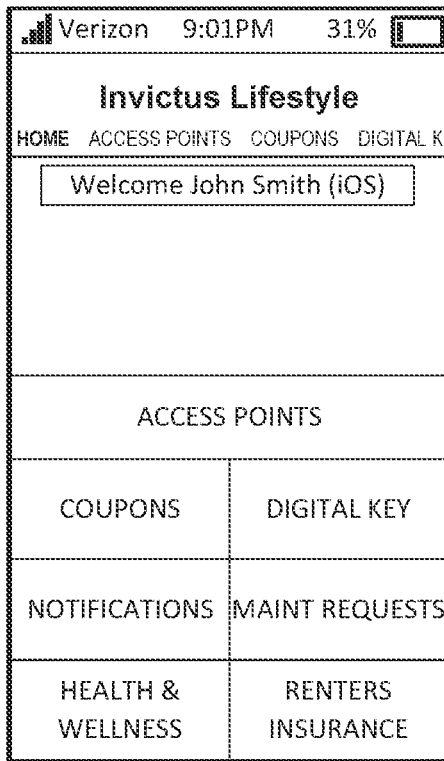 Verizon 9:01PM 31%
Invictus Lifestyle
HOME ACCESS POINTS COUPONS DIGITAL K
Welcome John Smith (iOS)
ACCESS POINTS
COUPONS DIGITAL KEY
NOTIFICATIONS MAINT REQUESTS
HEALTH & RENTERS
WELLNESS INSURANCE